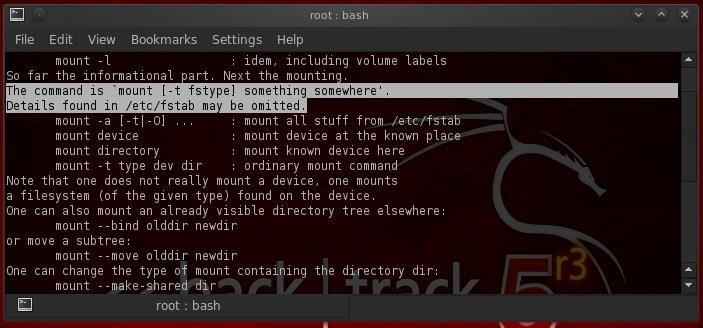 root : bash
File Edit View Bookmarks Settings Help
mount -l : idem, including volume labels
So far the informational part. Next the mounting.
The command is `mount [-t fstype] something somewhere'.
Details found in /etc/fstab may be omitted.
mount -a [-t|-O] ... : mount all stuff from /etc/fstab
mount device : mount device at the known place
mount directory : mount known device here
mount -t type dev dir : ordinary mount command
Note that one does not really mount a device, one mounts
a filesystem (of the given type) found on the device.
One can also mount an already visible directory tree elsewhere:
mount --bind olddir newdir
or move a subtree:
mount --move olddir newdir
One can change the type of mount containing the directory dir:
mount --make-shared dir
<< back | track 5 r3
root : bash